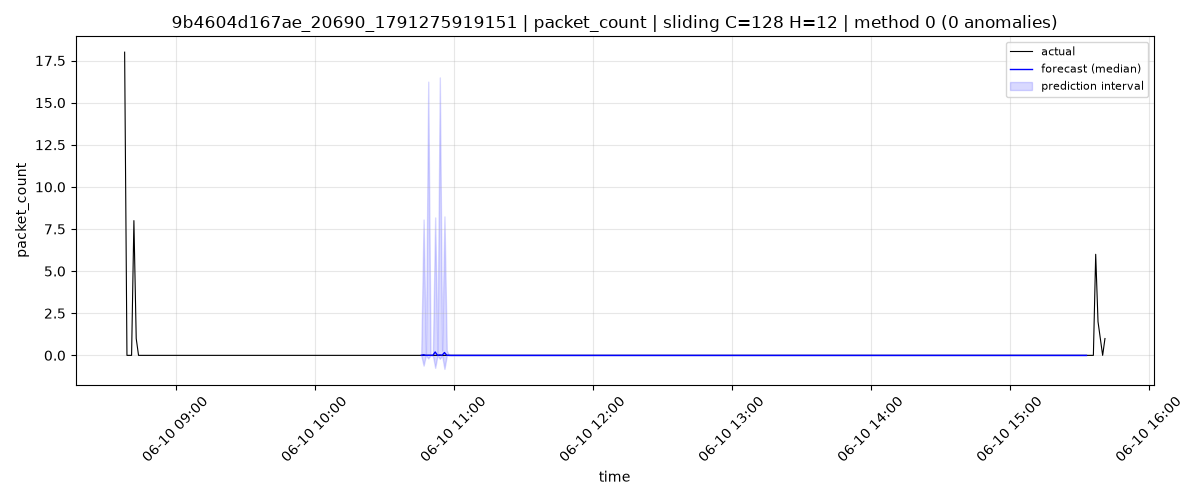 9b4604d167ae_20690_1791275919151 | packet_count | sliding C=128 H=12 | method 0 (0 anomalies)
actual
forecast (median)
prediction interval
packet_count
17.5
15.0
12.5
10.0
7.5
5.0
2.5
0.0
06-10 09:00
06-10 10:00
06-10 11:00
06-10 12:00
06-10 13:00
06-10 14:00
06-10 15:00
06-10 16:00
time